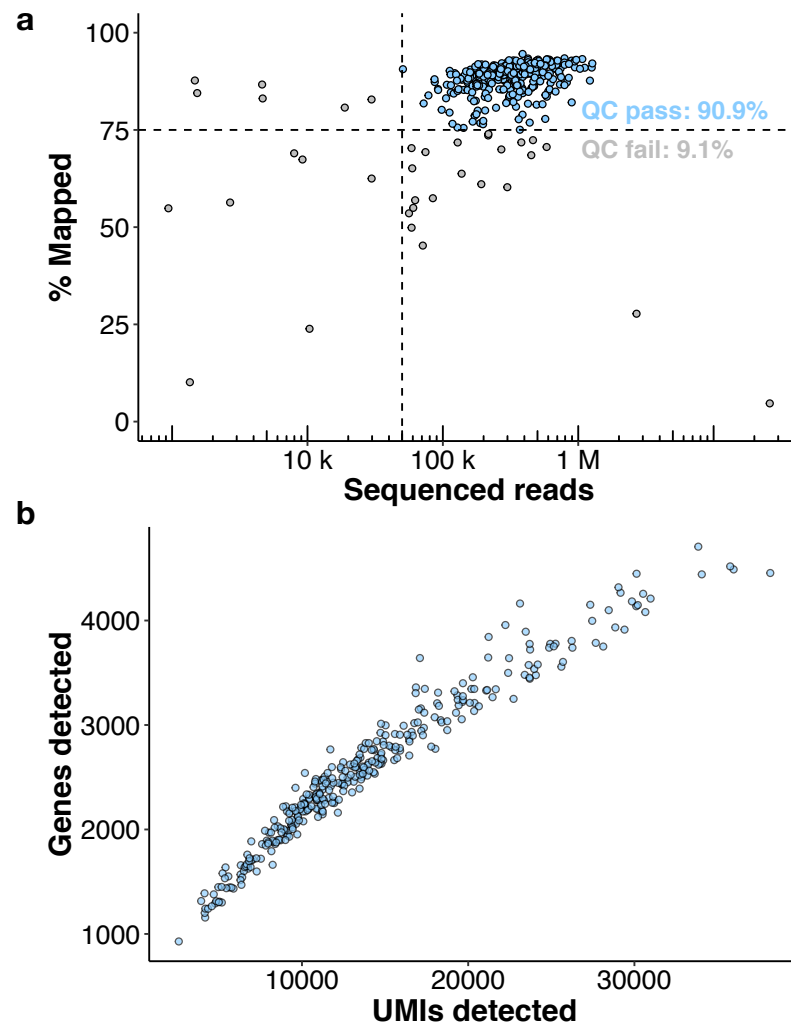 a
100
75
50
25
0
% Mapped
QC pass: 90.9%
QC fail: 9.1%
10 k 100 k 1 M
Sequenced reads
b
4000
3000
2000
1000
Genes detected
10000 20000 30000
UMIs detected